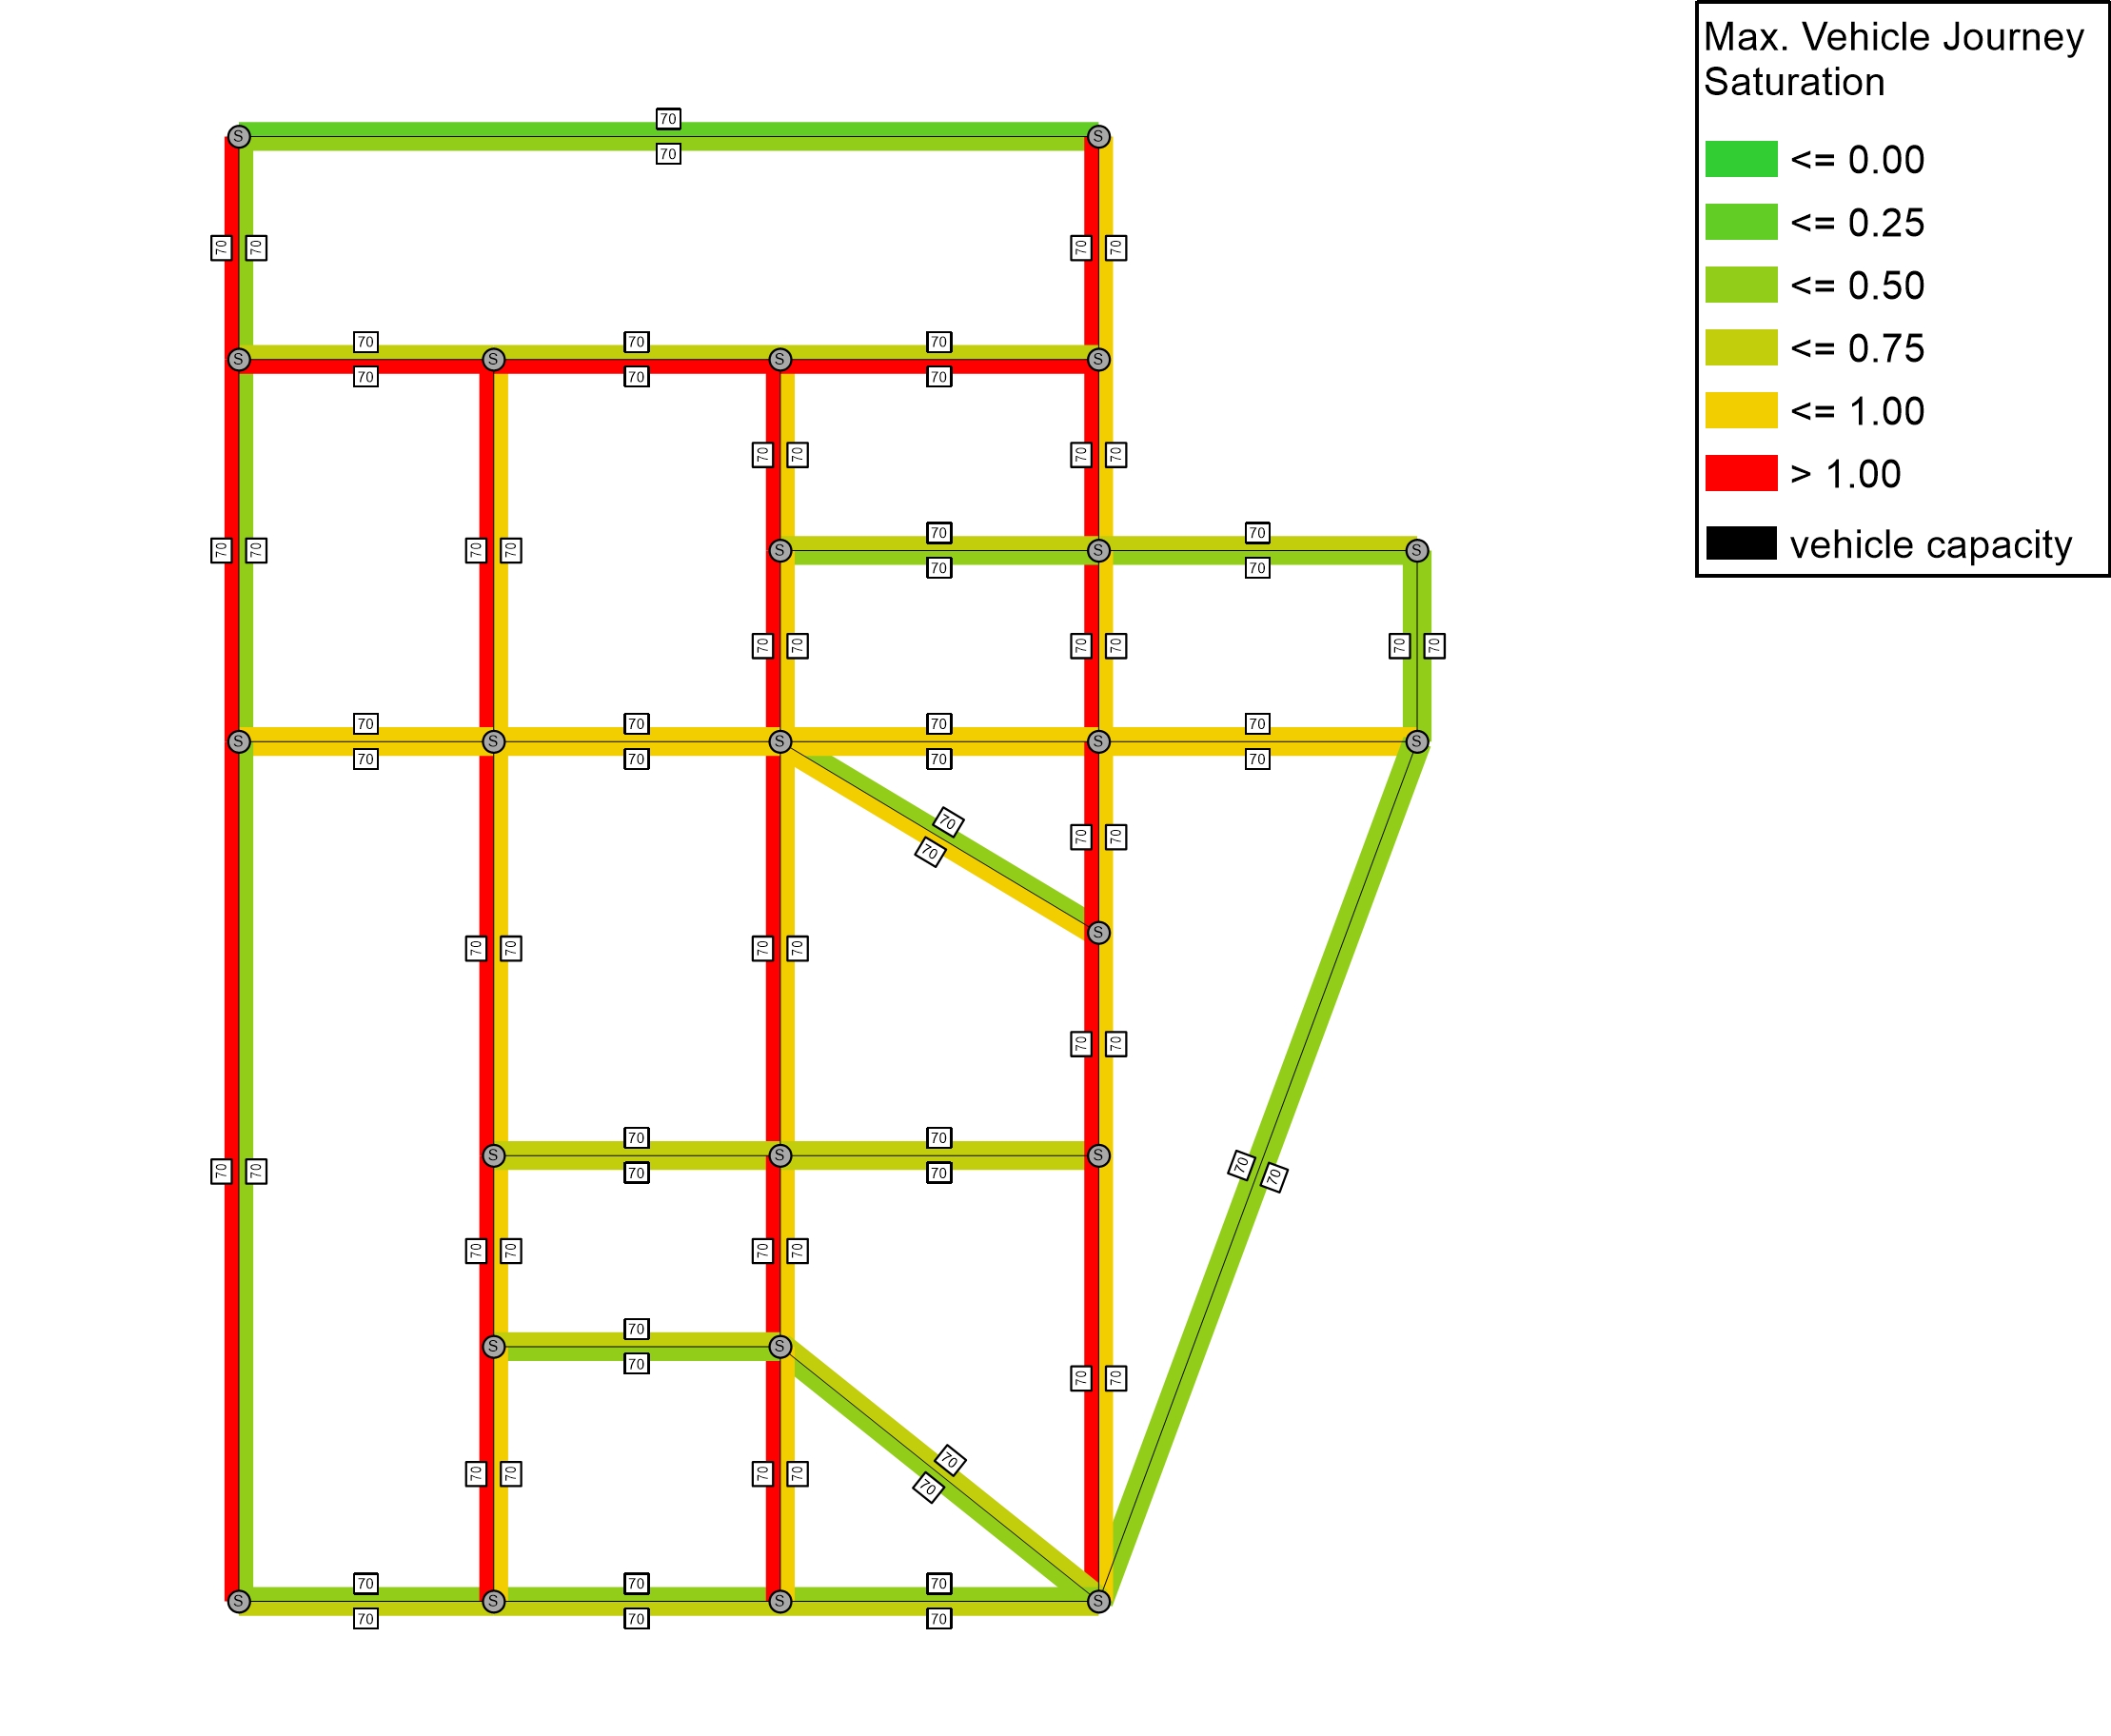 Max. Vehicle Journey
Saturation
<= 0.00
<= 0.25
<= 0.50
<= 0.75
<= 1.00
> 1.00
vehicle capacity
70
S S
70
70 70 70 70
70 70 70
S S S S
70 70 70
70 70 70 70
70 70
70 70 70 70 S S S
70 70
70 70 70 70 70 70
70 70 70 70
S S S S S
70 70 70 70
70
70 70
70
S
70 70 70 70
70 70
70 70
S S S
70 70 70 70
70 70
70 70 70 70
70
S S
70
70 70
70
70 70 70 70
70
70 70 70
S S S S
70 70 70